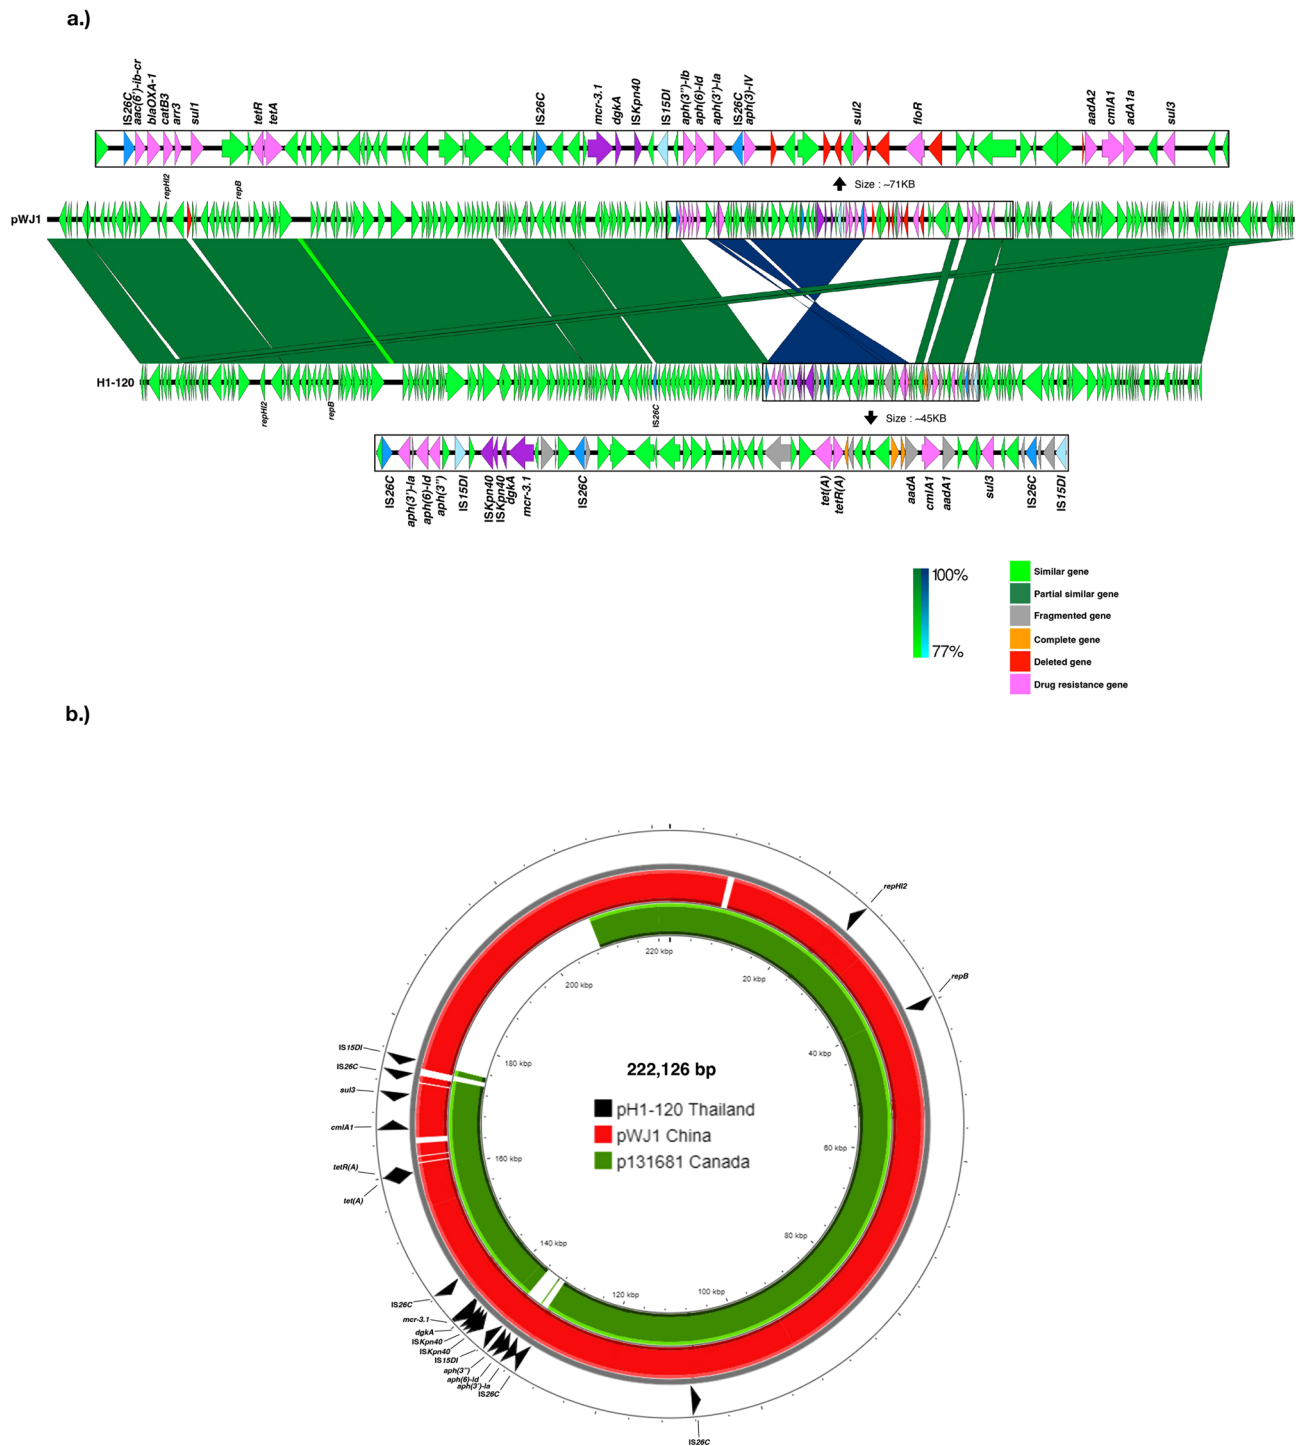 a.)
IS26C
aac(6')-ib-cr
blaOXA-1
catB3
arr3
sul1
tetR
tetA
IS26C
mcr-3.1
dgkA
ISKpn40
IS15DI
aph(3'')-Ib
aph(6)-Id
aph(3')-Ia
IS26C
aph(3)-IV
sul2
floR
aadA2
cmlA1
adA1a
sul3
repHI2
repB
Size : ~71KB
pWJ1
H1-120
repHI2
repB
IS26C
Size : ~45KB
IS26C
aph(3')-Ia
aph(6)-Id
aph(3'')
IS15DI
ISKpn40
ISKpn40
dgkA
mcr-3.1
IS26C
tet(A)
tetR(A)
aadA
cmlA1
aadA1
sul3
IS26C
IS15DI
100%
77%
Similar gene
Partial similar gene
Fragmented gene
Complete gene
Deleted gene
Drug resistance gene
b.)
repHI2
repB
220 kbp
200 kbp
20 kbp
180 kbp
40 kbp
160 kbp
60 kbp
140 kbp
80 kbp
120 kbp
100 kbp
222,126 bp
pH1-120 Thailand
pWJ1 China
p131681 Canada
IS15DI
IS26C
sul3
cmlA1
tetR(A)
tet(A)
IS26C
mcr-3.1
dgkA
ISKpn40
ISKpn40
IS15DI
aph(3'')
aph(6)-Id
aph(3')-Ia
IS26C
IS26C